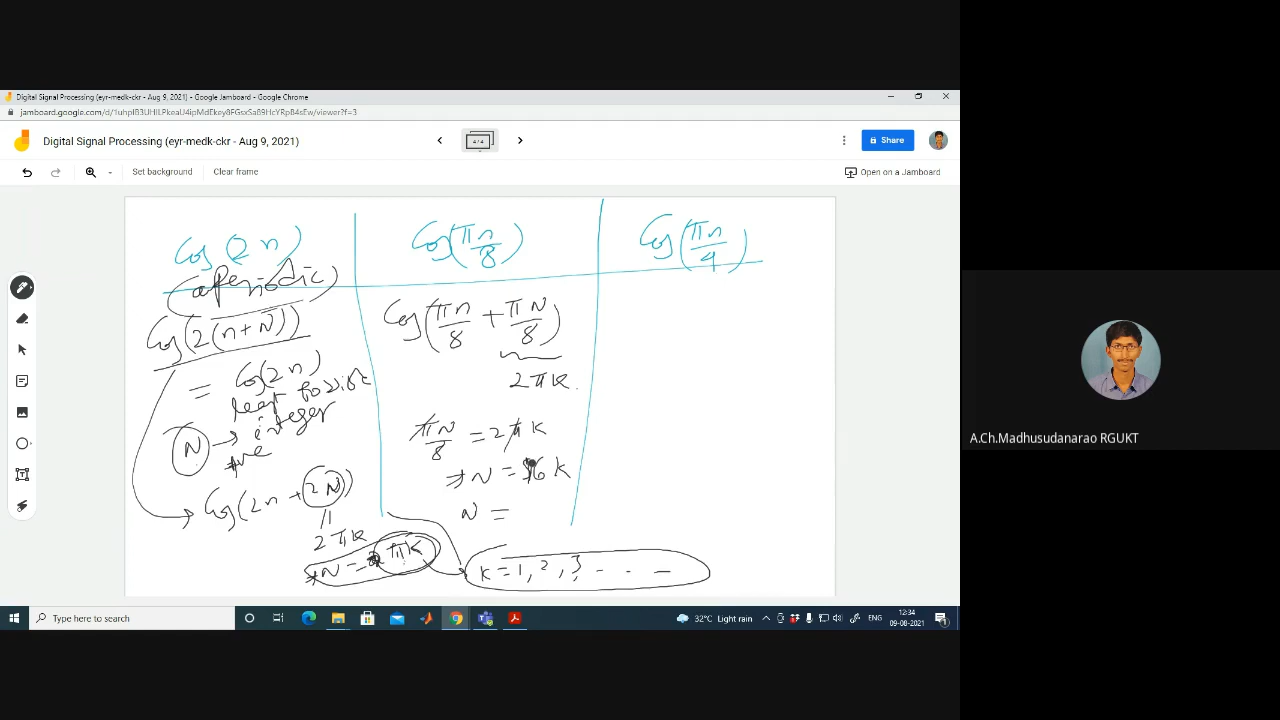 Digital Signal Processing (eyr-medk-ckr - Aug 9, 2021) - Google Jamboard - Google Chrome
Digital Signal Processing (eyr-medk-ckr - Aug 9, 2021)
4 / 4
Share
Set background
Clear frame
Open on a Jamboard
Cos(2n)
(aperiodic)
Cos(2(n+N))
= Cos(2n)
least positive
integer
N →
+ve
Cos(2n+2N)
||
2πK
N = πK
Cos(πn/8)
Cos(πn/8 + πN/8)
2πK.
πN/8 = 2πK
N = 16K
N =
K = 1, 2, 3, - - - -
Cos(πn/4)
A.Ch.Madhusudanarao RGUKT
Type here to search
32°C Light rain
ENG
12:34
09-08-2021